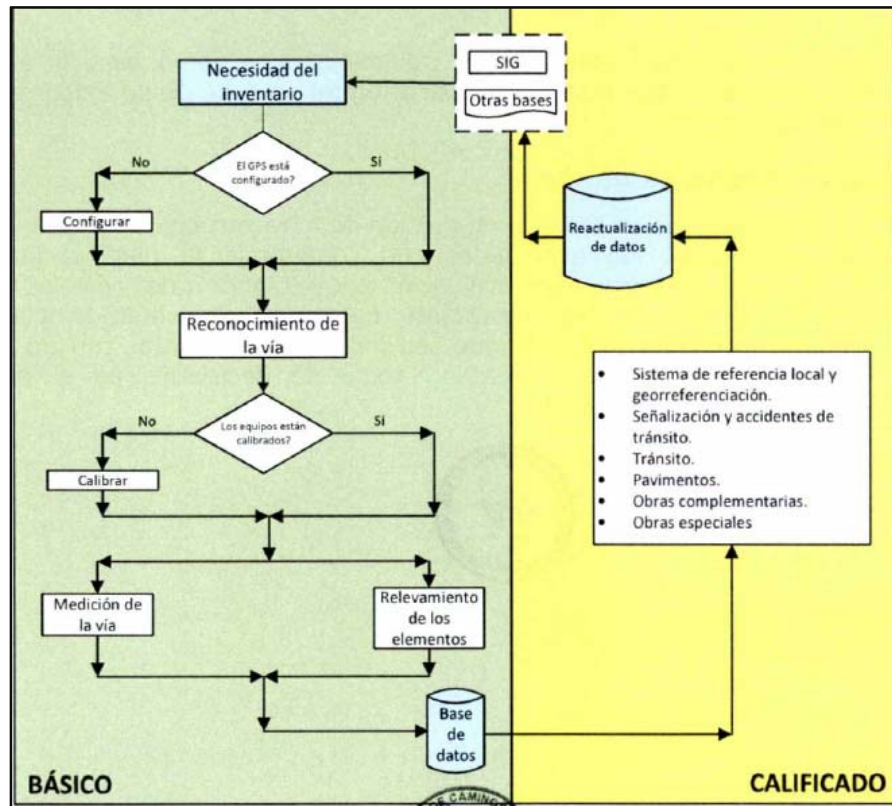 Necesidad del
inventario
SIG
Otras bases
El GPS está
configurado?
No
Si
Configurar
Reactualización
de datos
Reconocimiento de
la vía
Los equipos están
calibrados?
No
Si
Calibrar
• Sistema de referencia local y
georreferenciación.
• Señalización y accidentes de
tránsito.
• Tránsito.
• Pavimentos.
• Obras complementarias.
• Obras especiales
Medición de
la vía
Relevamiento
de los
elementos
Base
de
datos
BÁSICO
CALIFICADO
DE CAMINO